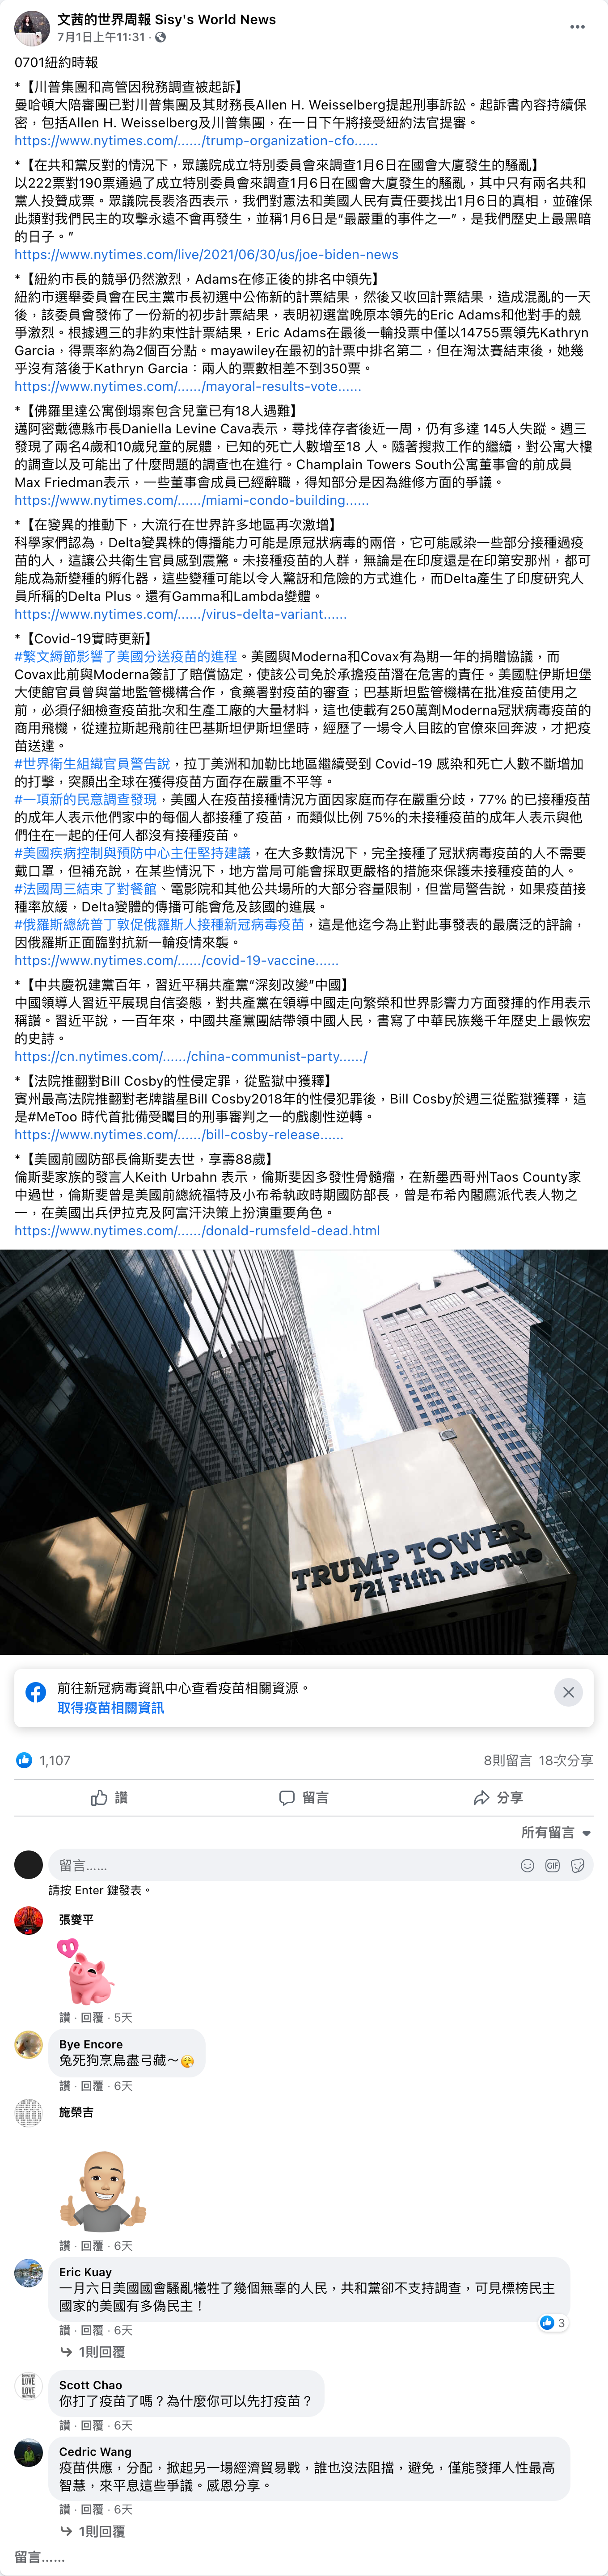 文茜的世界周報 Sisy's World News
7月1日上午11:31 ·
0701紐約時報
*【川普集團和高管因稅務調查被起訴】
曼哈頓大陪審團已對川普集團及其財務長Allen H. Weisselberg提起刑事訴訟。起訴書內容持續保
密，包括Allen H. Weisselberg及川普集團，在一日下午將接受紐約法官提審。
https://www.nytimes.com/....../trump-organization-cfo......
*【在共和黨反對的情況下，眾議院成立特別委員會來調查1月6日在國會大廈發生的騷亂】
以222票對190票通過了成立特別委員會來調查1月6日在國會大廈發生的騷亂，其中只有兩名共和
黨人投贊成票。眾議院長裴洛西表示，我們對憲法和美國人民有責任要找出1月6日的真相，並確保
此類對我們民主的攻擊永遠不會再發生，並稱1月6日是“最嚴重的事件之一”，是我們歷史上最黑暗
的日子。”
https://www.nytimes.com/live/2021/06/30/us/joe-biden-news
*【紐約市長的競爭仍然激烈，Adams在修正後的排名中領先】
紐約市選舉委員會在民主黨市長初選中公佈新的計票結果，然後又收回計票結果，造成混亂的一天
後，該委員會發佈了一份新的初步計票結果，表明初選當晚原本領先的Eric Adams和他對手的競
爭激烈。根據週三的非約束性計票結果，Eric Adams在最後一輪投票中僅以14755票領先Kathryn
Garcia，得票率約為2個百分點。mayawiley在最初的計票中排名第二，但在淘汰賽結束後，她幾
乎沒有落後于Kathryn Garcia：兩人的票數相差不到350票。
https://www.nytimes.com/....../mayoral-results-vote......
*【佛羅里達公寓倒塌案包含兒童已有18人遇難】
邁阿密戴德縣市長Daniella Levine Cava表示，尋找倖存者後近一周，仍有多達 145人失蹤。週三
發現了兩名4歲和10歲兒童的屍體，已知的死亡人數增至18 人。隨著搜救工作的繼續，對公寓大樓
的調查以及可能出了什麼問題的調查也在進行。Champlain Towers South公寓董事會的前成員
Max Friedman表示，一些董事會成員已經辭職，得知部分是因為維修方面的爭議。
https://www.nytimes.com/....../miami-condo-building......
*【在變異的推動下，大流行在世界許多地區再次激增】
科學家們認為，Delta變異株的傳播能力可能是原冠狀病毒的兩倍，它可能感染一些部分接種過疫
苗的人，這讓公共衛生官員感到震驚。未接種疫苗的人群，無論是在印度還是在印第安那州，都可
能成為新變種的孵化器，這些變種可能以令人驚訝和危險的方式進化，而Delta產生了印度研究人
員所稱的Delta Plus。還有Gamma和Lambda變體。
https://www.nytimes.com/....../virus-delta-variant......
*【Covid-19實時更新】
#繁文縟節影響了美國分送疫苗的進程。美國與Moderna和Covax有為期一年的捐贈協議，而
Covax此前與Moderna簽訂了賠償協定，使該公司免於承擔疫苗潛在危害的責任。美國駐伊斯坦堡
大使館官員曾與當地監管機構合作，食藥署對疫苗的審查；巴基斯坦監管機構在批准疫苗使用之
前，必須仔細檢查疫苗批次和生產工廠的大量材料，這也使載有250萬劑Moderna冠狀病毒疫苗的
商用飛機，從達拉斯起飛前往巴基斯坦伊斯坦堡時，經歷了一場令人目眩的官僚來回奔波，才把疫
苗送達。
#世界衛生組織官員警告說，拉丁美洲和加勒比地區繼續受到 Covid-19 感染和死亡人數不斷增加
的打擊，突顯出全球在獲得疫苗方面存在嚴重不平等。
#一項新的民意調查發現，美國人在疫苗接種情況方面因家庭而存在嚴重分歧，77% 的已接種疫苗
的成年人表示他們家中的每個人都接種了疫苗，而類似比例 75%的未接種疫苗的成年人表示與他
們住在一起的任何人都沒有接種疫苗。
#美國疾病控制與預防中心主任堅持建議，在大多數情況下，完全接種了冠狀病毒疫苗的人不需要
戴口罩，但補充說，在某些情況下，地方當局可能會採取更嚴格的措施來保護未接種疫苗的人。
#法國周三結束了對餐館、電影院和其他公共場所的大部分容量限制，但當局警告說，如果疫苗接
種率放緩，Delta變體的傳播可能會危及該國的進展。
#俄羅斯總統普丁敦促俄羅斯人接種新冠病毒疫苗，這是他迄今為止對此事發表的最廣泛的評論，
因俄羅斯正面臨對抗新一輪疫情來襲。
https://www.nytimes.com/....../covid-19-vaccine......
*【中共慶祝建黨百年，習近平稱共產黨“深刻改變”中國】
中國領導人習近平展現自信姿態，對共產黨在領導中國走向繁榮和世界影響力方面發揮的作用表示
稱讚。習近平說，一百年來，中國共產黨團結帶領中國人民，書寫了中華民族幾千年歷史上最恢宏
的史詩。
https://cn.nytimes.com/....../china-communist-party....../
*【法院推翻對Bill Cosby的性侵定罪，從監獄中獲釋】
賓州最高法院推翻對老牌諧星Bill Cosby2018年的性侵犯罪後，Bill Cosby於週三從監獄獲釋，這
是#MeToo 時代首批備受矚目的刑事審判之一的戲劇性逆轉。
https://www.nytimes.com/....../bill-cosby-release......
*【美國前國防部長倫斯斐去世，享壽88歲】
倫斯斐家族的發言人Keith Urbahn 表示，倫斯斐因多發性骨髓瘤，在新墨西哥州Taos County家
中過世，倫斯斐曾是美國前總統福特及小布希執政時期國防部長，曾是布希內閣鷹派代表人物之
一，在美國出兵伊拉克及阿富汗決策上扮演重要角色。
https://www.nytimes.com/....../donald-rumsfeld-dead.html
TRUMP TOWER
721 Fifth Avenue
前往新冠病毒資訊中心查看疫苗相關資源。
取得疫苗相關資訊
1,107
8則留言 18次分享
讚 留言 分享
所有留言
留言……
GIF
請按 Enter 鍵發表。
張燮平
讚 · 回覆 · 5天
Bye Encore
兔死狗烹鳥盡弓藏～
讚 · 回覆 · 6天
施榮吉
讚 · 回覆 · 6天
Eric Kuay
一月六日美國國會騷亂犧牲了幾個無辜的人民，共和黨卻不支持調查，可見標榜民主
國家的美國有多偽民主！
3
讚 · 回覆 · 6天
1則回覆
LOVE
LOVE
Scott Chao
你打了疫苗了嗎？為什麼你可以先打疫苗？
讚 · 回覆 · 6天
Cedric Wang
疫苗供應，分配，掀起另一場經濟貿易戰，誰也沒法阻擋，避免，僅能發揮人性最高
智慧，來平息這些爭議。感恩分享。
讚 · 回覆 · 6天
1則回覆
留言……